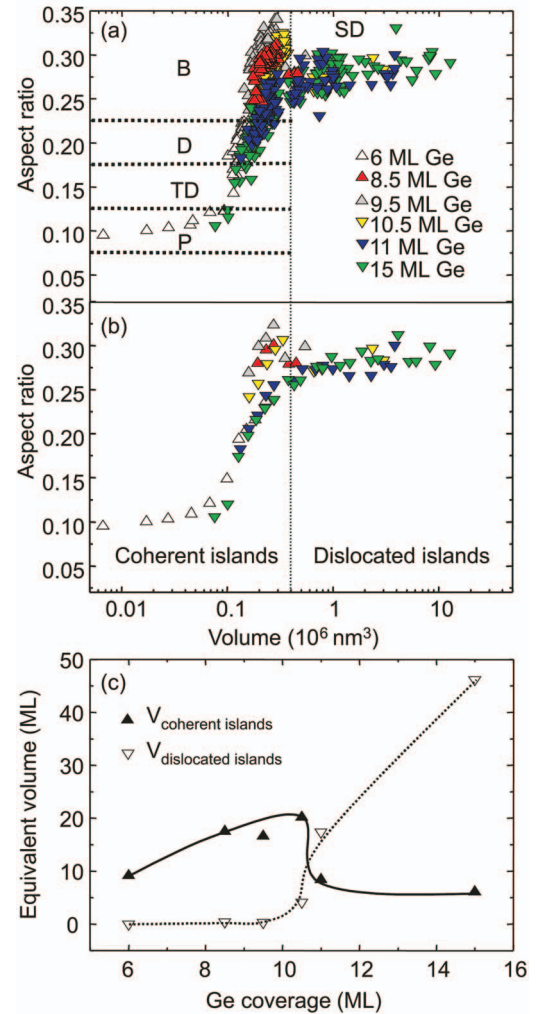 (a)
SD
B
D
TD
P
Aspect ratio
0.35
0.30
0.25
0.20
0.15
0.10
0.05
6 ML Ge
8.5 ML Ge
9.5 ML Ge
10.5 ML Ge
11 ML Ge
15 ML Ge
(b)
Aspect ratio
0.35
0.30
0.25
0.20
0.15
0.10
0.05
Coherent islands
Dislocated islands
0.01
0.1
1
10
Volume (10⁶ nm³)
(c)
V coherent islands
V dislocated islands
Equivalent volume (ML)
50
40
30
20
10
0
6
8
10
12
14
16
Ge coverage (ML)